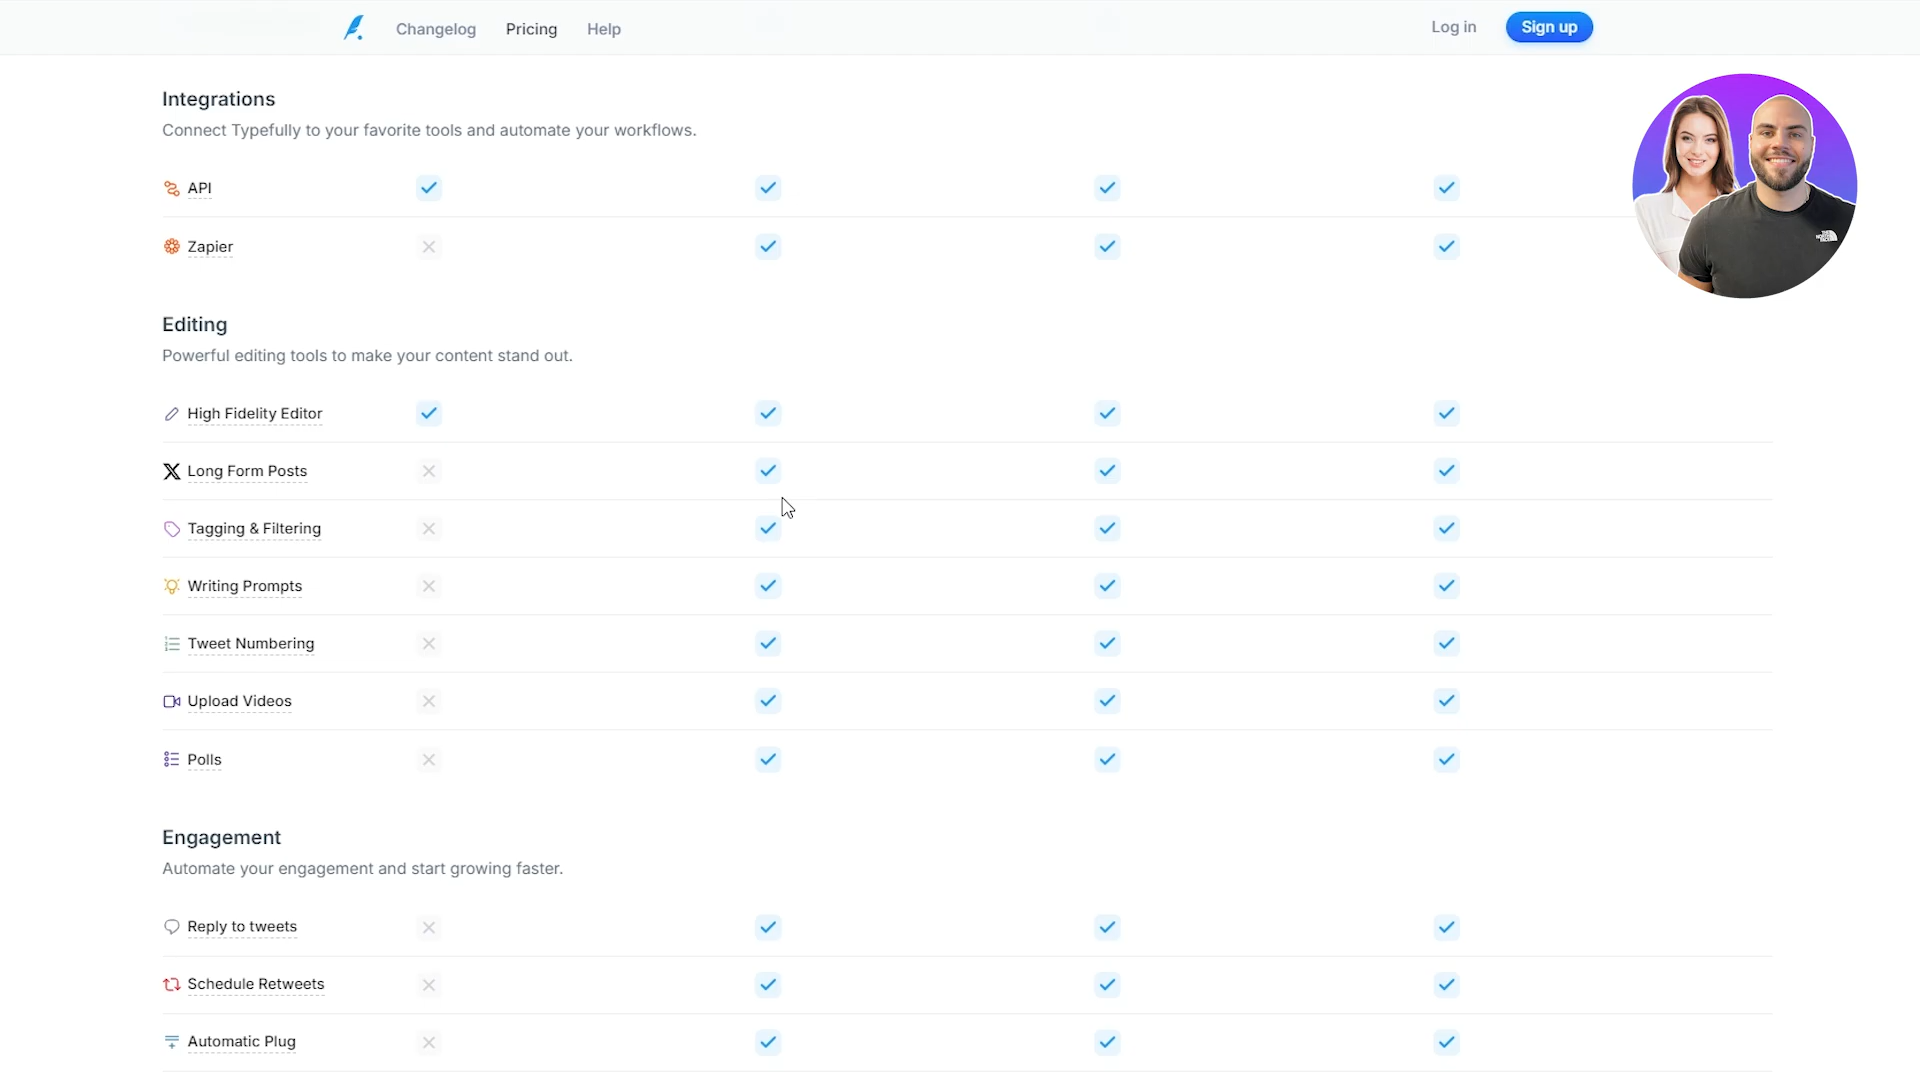 Changelog Pricing Help Log in Sign up
Integrations
Connect Typefully to your favorite tools and automate your workflows.
API
Zapier
Editing
Powerful editing tools to make your content stand out.
High Fidelity Editor
Long Form Posts
Tagging & Filtering
Writing Prompts
Tweet Numbering
Upload Videos
Polls
Engagement
Automate your engagement and start growing faster.
Reply to tweets
Schedule Retweets
Automatic Plug